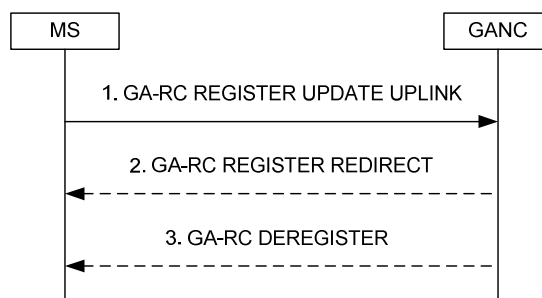 MS
GANC
1. GA-RC REGISTER UPDATE UPLINK
2. GA-RC REGISTER REDIRECT
3. GA-RC DEREGISTER